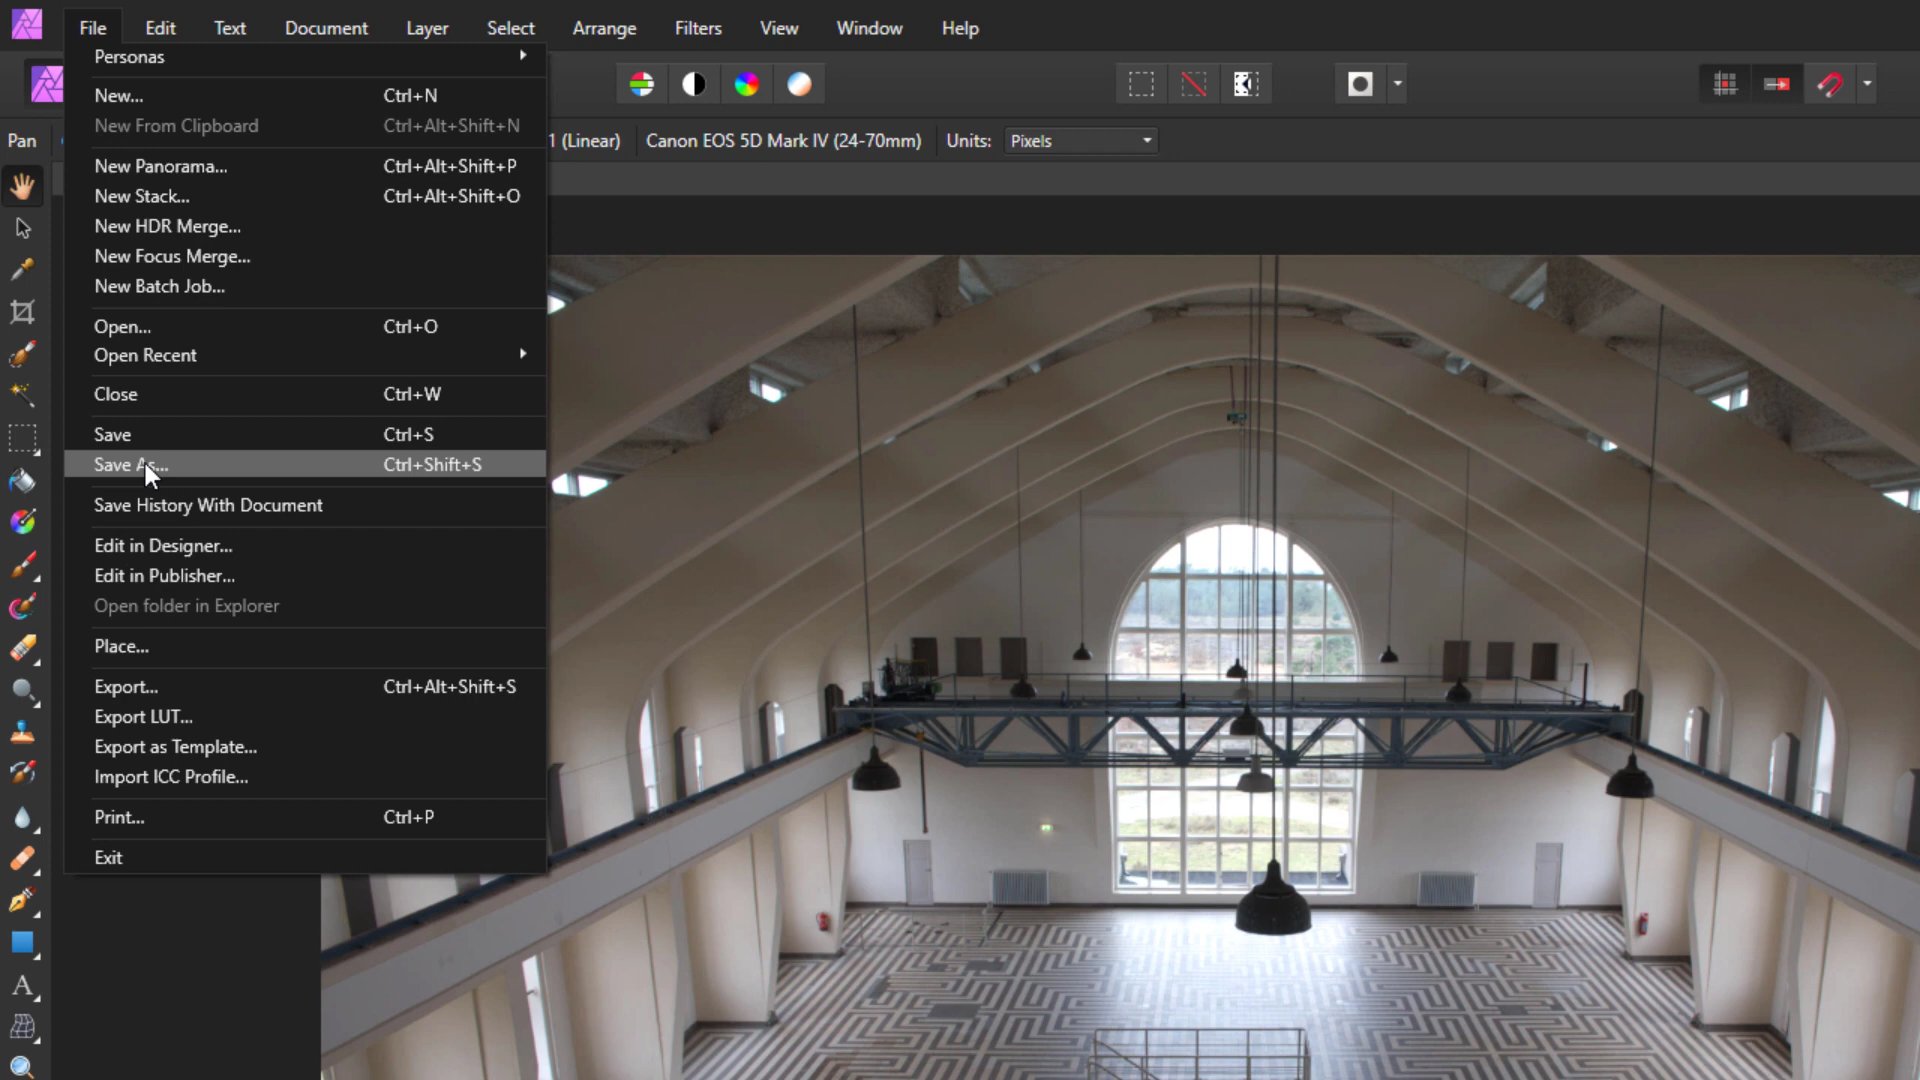 File Edit Text Document Layer Select Arrange Filters View Window Help
Personas
New... Ctrl+N
New From Clipboard Ctrl+Alt+Shift+N
Pan 1 (Linear) Canon EOS 5D Mark IV (24-70mm) Units: Pixels
New Panorama... Ctrl+Alt+Shift+P
New Stack... Ctrl+Alt+Shift+O
New HDR Merge...
New Focus Merge...
New Batch Job...
Open... Ctrl+O
Open Recent
Close Ctrl+W
Save Ctrl+S
Save As... Ctrl+Shift+S
Save History With Document
Edit in Designer...
Edit in Publisher...
Open folder in Explorer
Place...
Export... Ctrl+Alt+Shift+S
Export LUT...
Export as Template...
Import ICC Profile...
Print... Ctrl+P
Exit